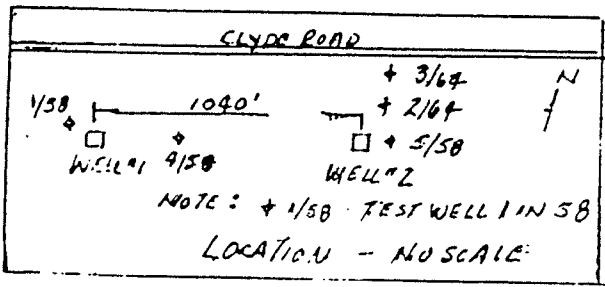 CLYDE ROAD
3/64
N
1/58
1040'
2/64
5/58
4/58
WELL #1
WELL #2
NOTE: 1/58 - TEST WELL 1 IN 58
LOCATION - NO SCALE